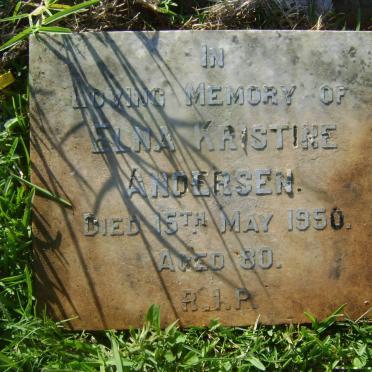 IN
LOVING MEMORY OF
ELNA KRISTINE
ANDERSEN.
DIED 15TH MAY 1950.
AGED 80.
R.I.P.